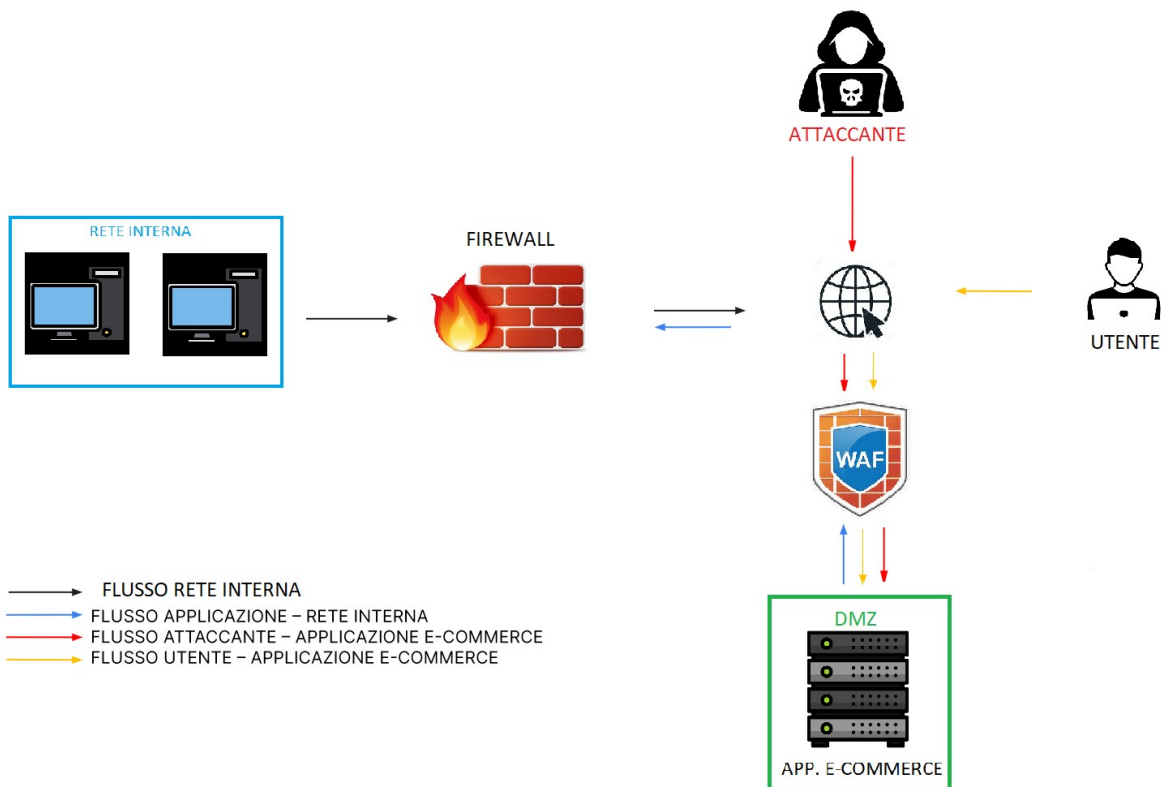 ATTACCANTE
RETE INTERNA
FIREWALL
UTENTE
WAF
FLUSSO RETE INTERNA
FLUSSO APPLICAZIONE – RETE INTERNA
FLUSSO ATTACCANTE – APPLICAZIONE E-COMMERCE
FLUSSO UTENTE – APPLICAZIONE E-COMMERCE
DMZ
APP. E-COMMERCE